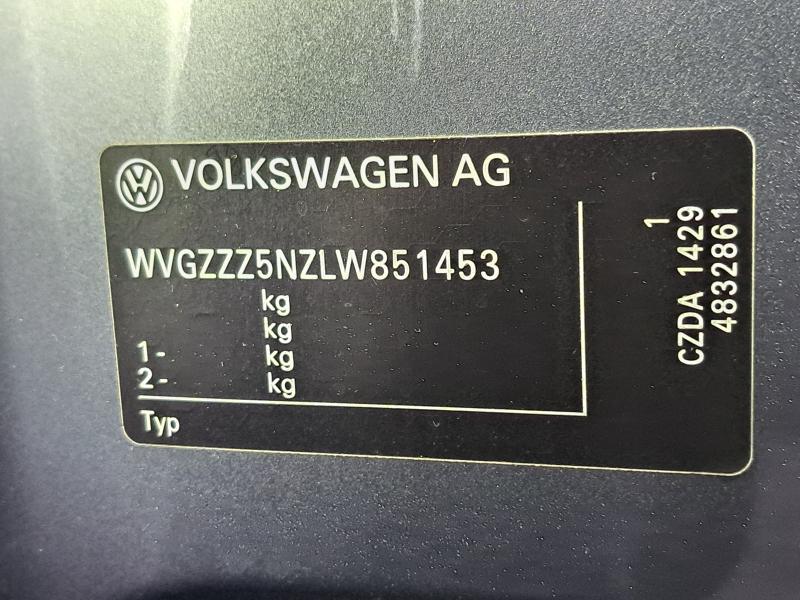 VOLKSWAGEN AG
WVGZZZ5NZLW851453
kg
kg
1- kg
2- kg
Typ
1
CZDA 1429
4832861